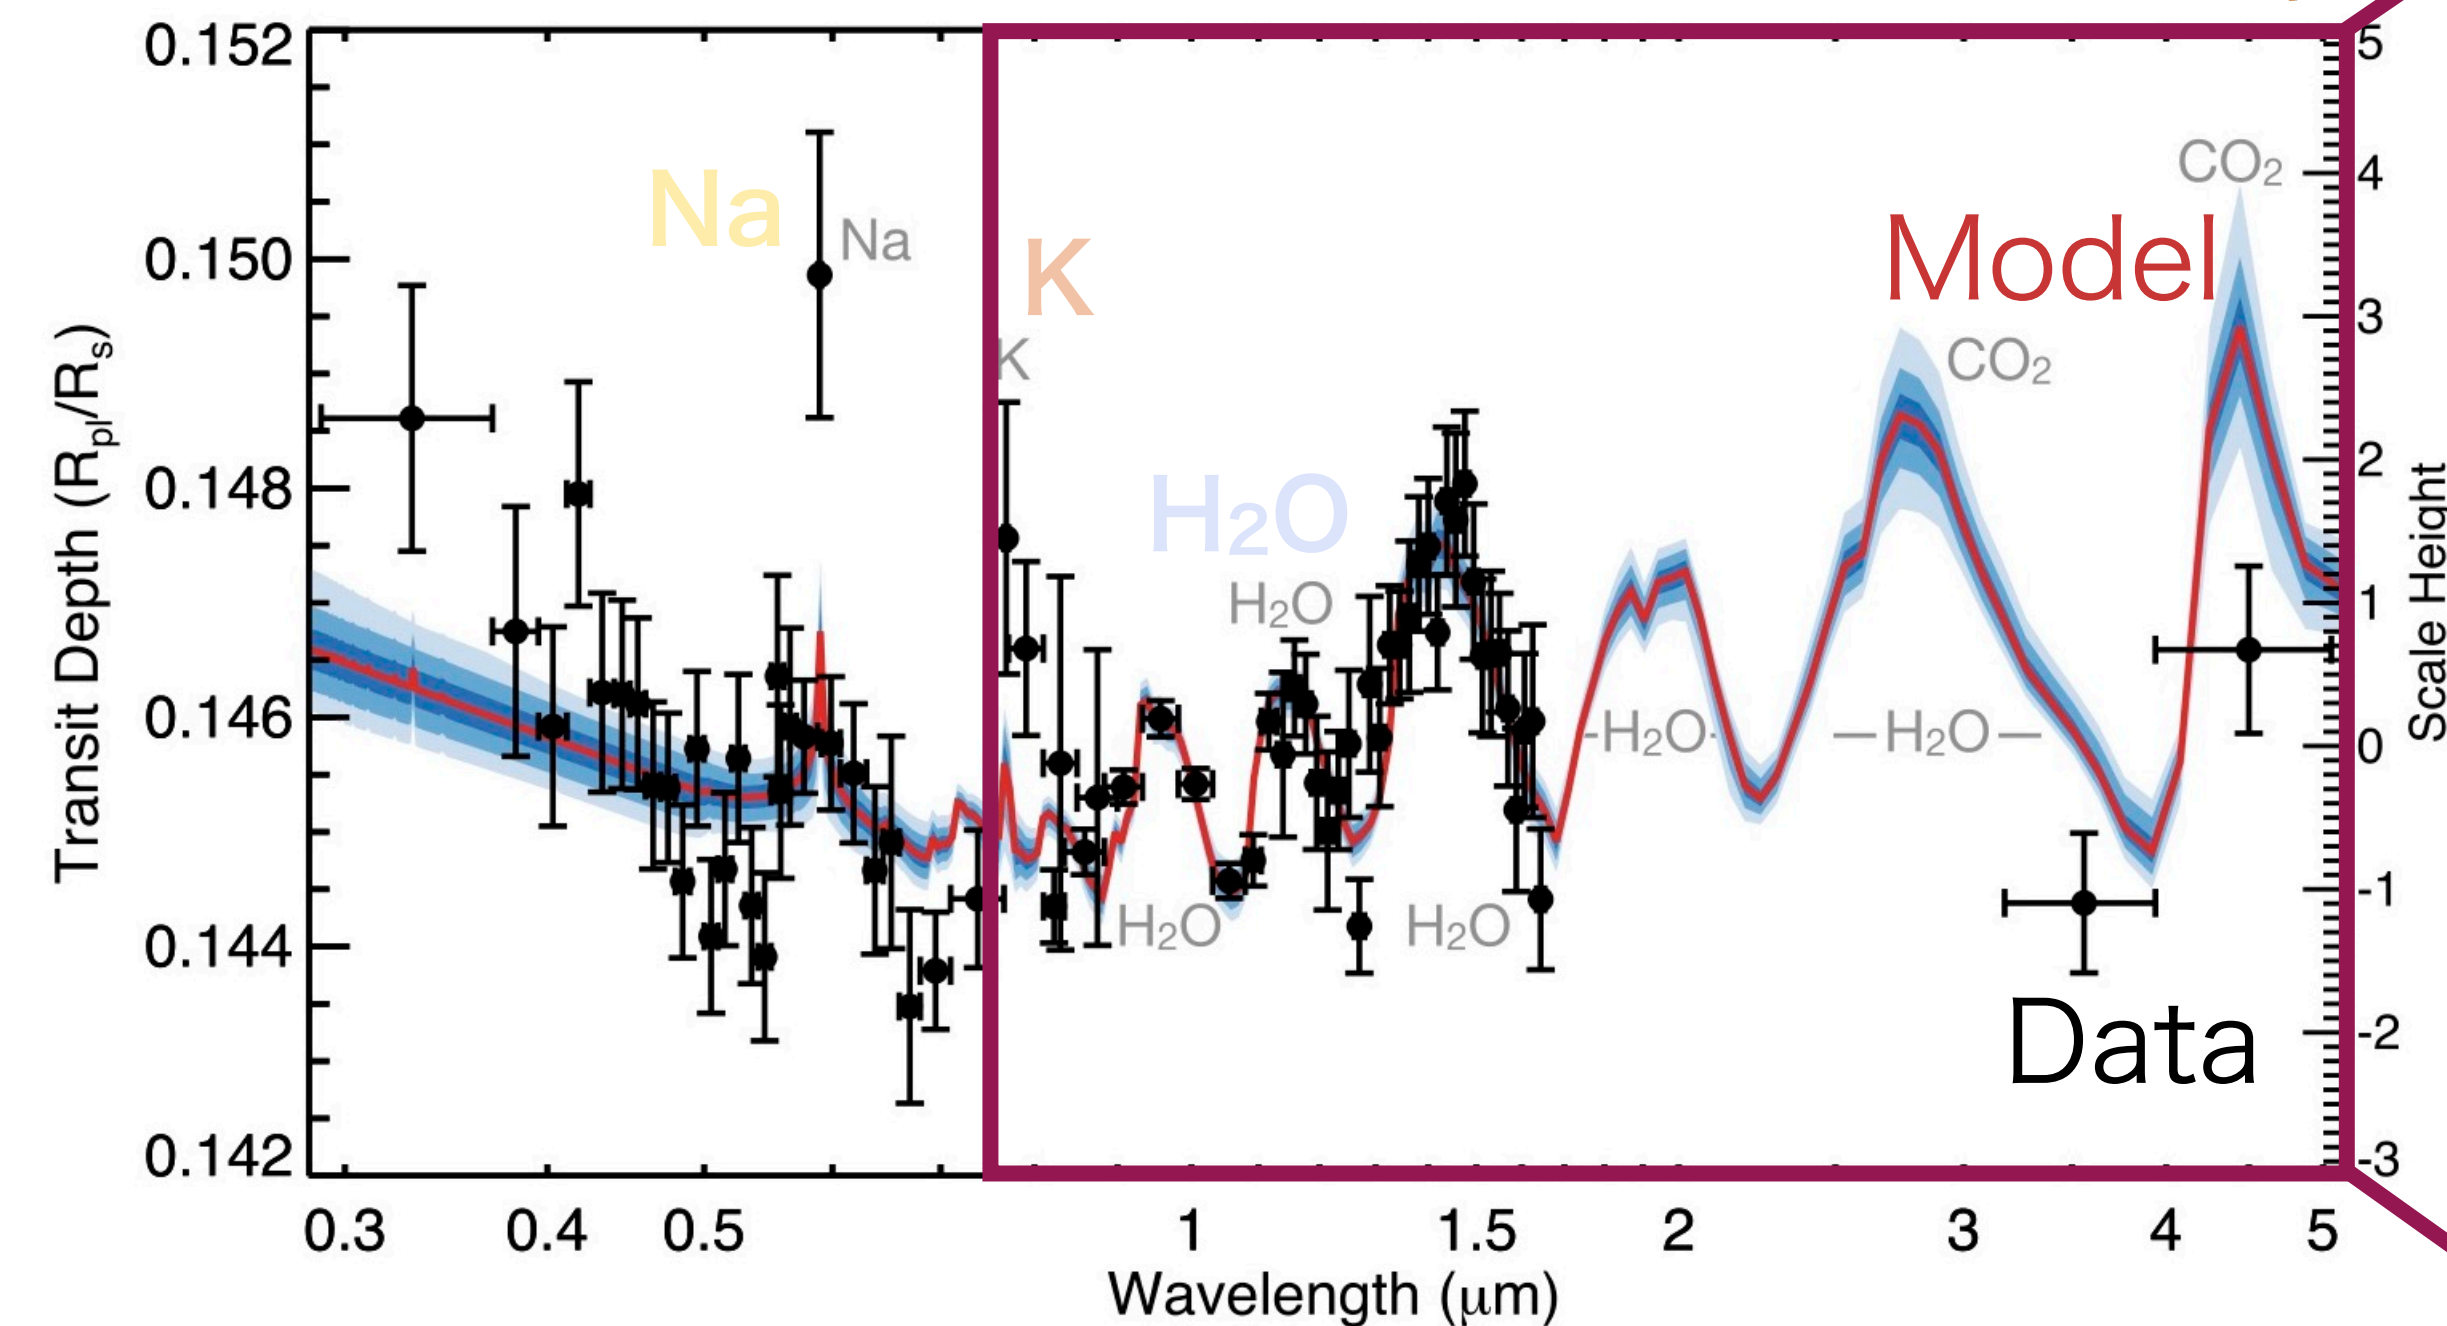 0.152
0.150
0.148
0.146
0.144
0.142
Transit Depth (Rpl/Rs)
Na
Na
K
K
H₂O
H₂O
H₂O
H₂O
-H₂O-
—H₂O—
CO₂
CO₂
Model
Data
5
4
3
2
1
0
-1
-2
-3
Scale Height
0.3 0.4 0.5 1 1.5 2 3 4 5
Wavelength (μm)